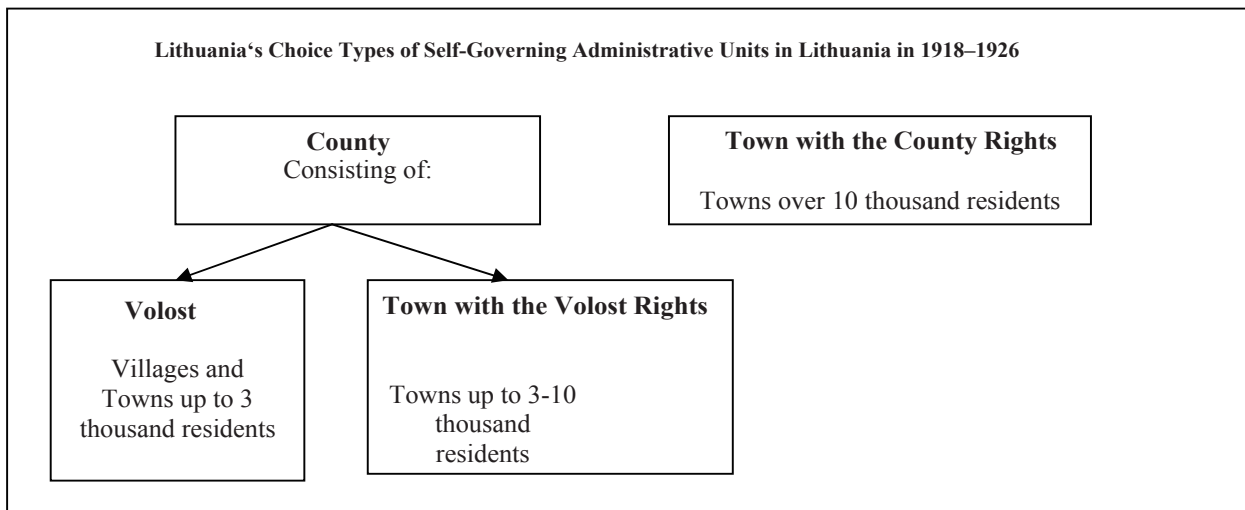 Lithuania‘s Choice Types of Self-Governing Administrative Units in Lithuania in 1918–1926
County
Consisting of:
Town with the County Rights
Towns over 10 thousand residents
Volost
Villages and
Towns up to 3
thousand residents
Town with the Volost Rights
Towns up to 3-10
thousand
residents